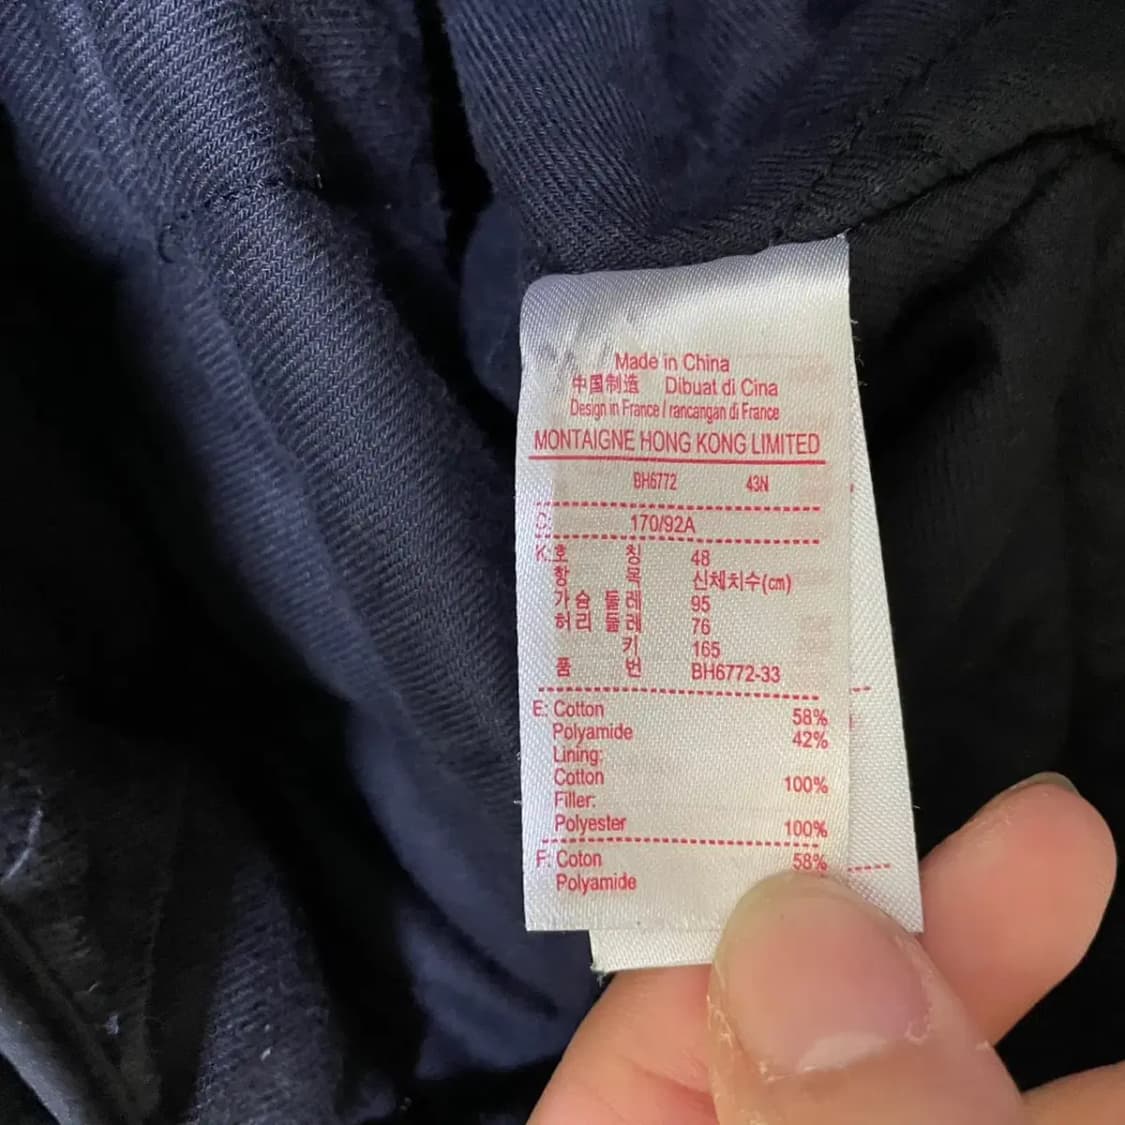 Made in China
中国制造 Dibuat di Cina
Design in France / rancangan di France
MONTAIGNE HONG KONG LIMITED
BH6772 43N
C: 170/92A
K: 호 칭 48
항 목 신체치수(cm)
가슴 둘레 95
허리 둘레 76
키 165
품 번 BH6772-33
E: Cotton 58%
Polyamide 42%
Lining:
Cotton 100%
Filler:
Polyester 100%
F: Coton 58%
Polyamide